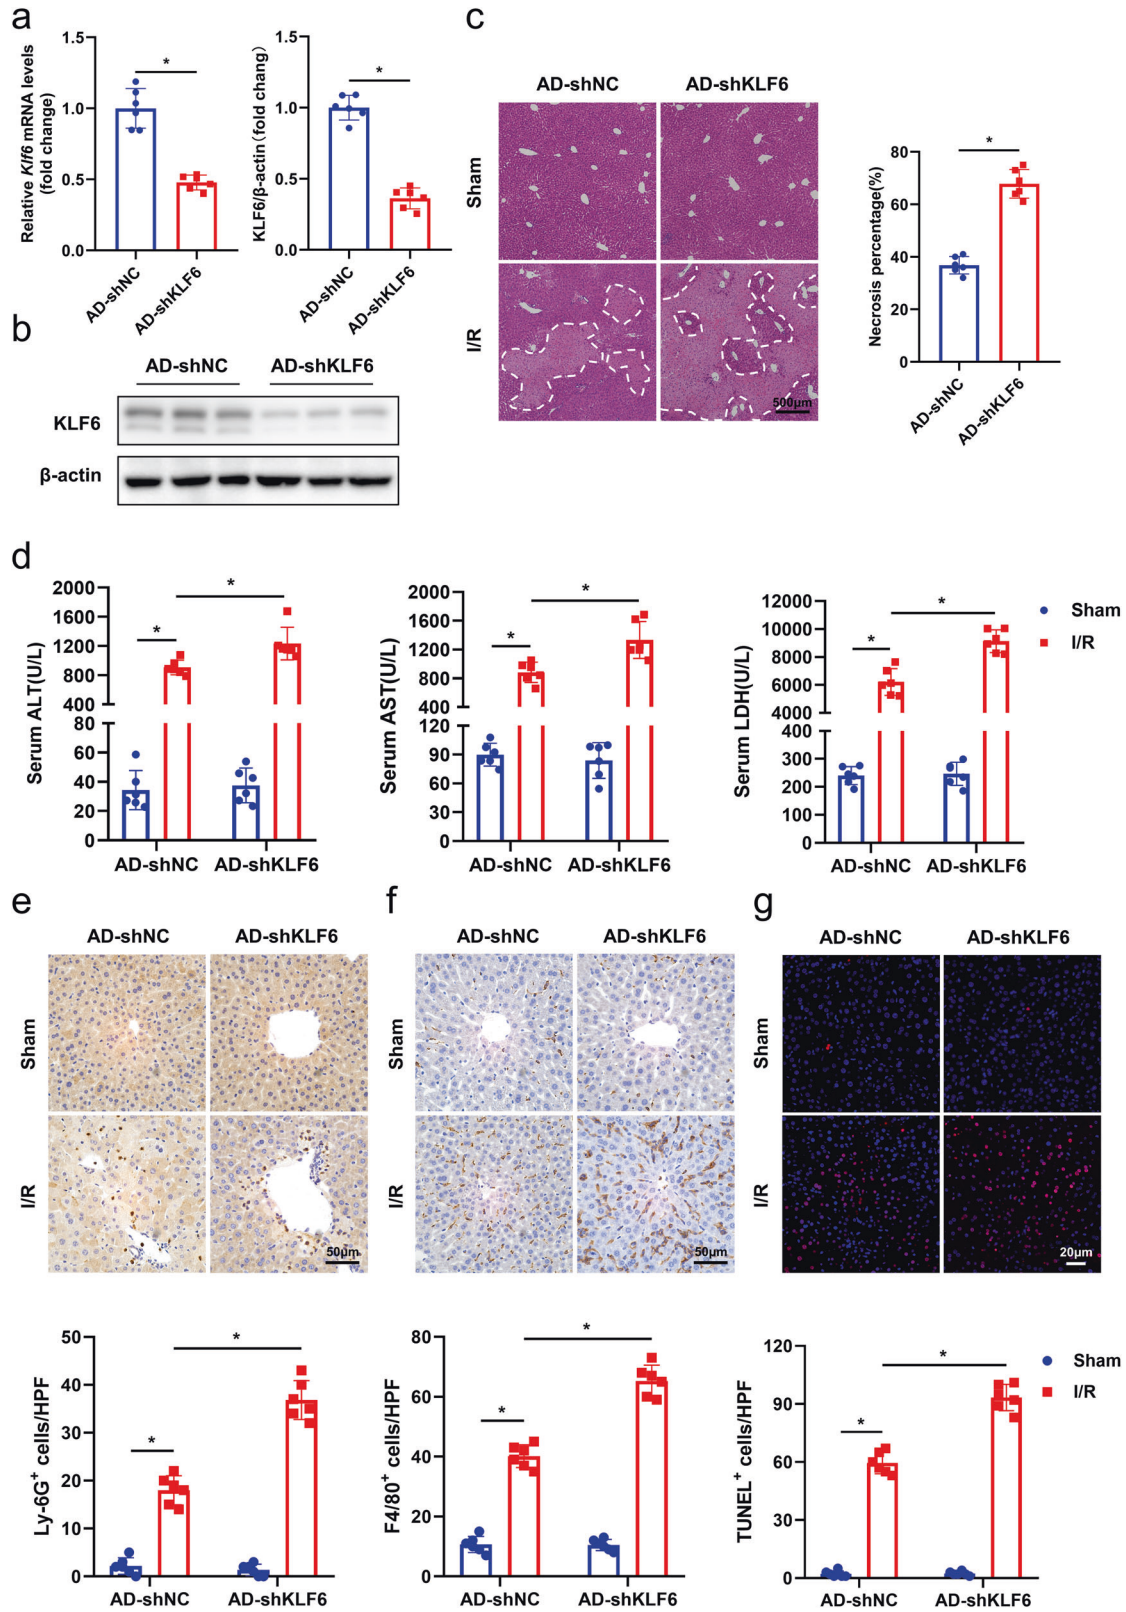 a
Relative Klf6 mRNA levels
(fold change)
1.5
1.0
0.5
0.0
*
AD-shNC
AD-shKLF6
KLF6/β-actin(fold chang)
1.5
1.0
0.5
0.0
*
AD-shNC
AD-shKLF6
b
AD-shNC AD-shKLF6
KLF6
β-actin
c
AD-shNC AD-shKLF6
Sham
I/R
500μm
Necrosis percentage(%)
80
60
40
20
0
*
AD-shNC
AD-shKLF6
d
Serum ALT(U/L)
2000
1600
1200
800
400
80
60
40
20
0
*
*
AD-shNC AD-shKLF6
Serum AST(U/L)
2000
1600
1200
800
400
120
90
60
30
0
*
*
AD-shNC AD-shKLF6
Serum LDH(U/L)
12000
10000
8000
6000
4000
400
300
200
100
0
*
*
AD-shNC AD-shKLF6
Sham
I/R
e
AD-shNC AD-shKLF6
Sham
I/R
50μm
f
AD-shNC AD-shKLF6
Sham
I/R
50μm
g
AD-shNC AD-shKLF6
Sham
I/R
20μm
Ly-6G+ cells/HPF
50
40
30
20
10
0
*
*
AD-shNC AD-shKLF6
F4/80+ cells/HPF
80
60
40
20
0
*
*
AD-shNC AD-shKLF6
TUNEL+ cells/HPF
120
90
60
30
0
*
*
AD-shNC AD-shKLF6
Sham
I/R